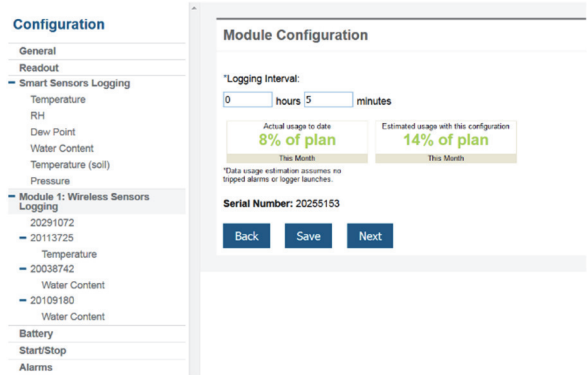 Configuration
General
Readout
Smart Sensors Logging
Temperature
RH
Dew Point
Water Content
Temperature (soil)
Pressure
Module 1: Wireless Sensors
Logging
20291072
20113725
Temperature
20038742
Water Content
20109180
Water Content
Battery
Start/Stop
Alarms
Module Configuration
*Logging Interval:
0 hours 5 minutes
Actual usage to date
8% of plan
This Month
Estimated usage with this configuration
14% of plan
This Month
*Data usage estimation assumes no
tripped alarms or logger launches.
Serial Number: 20255153
Back Save Next